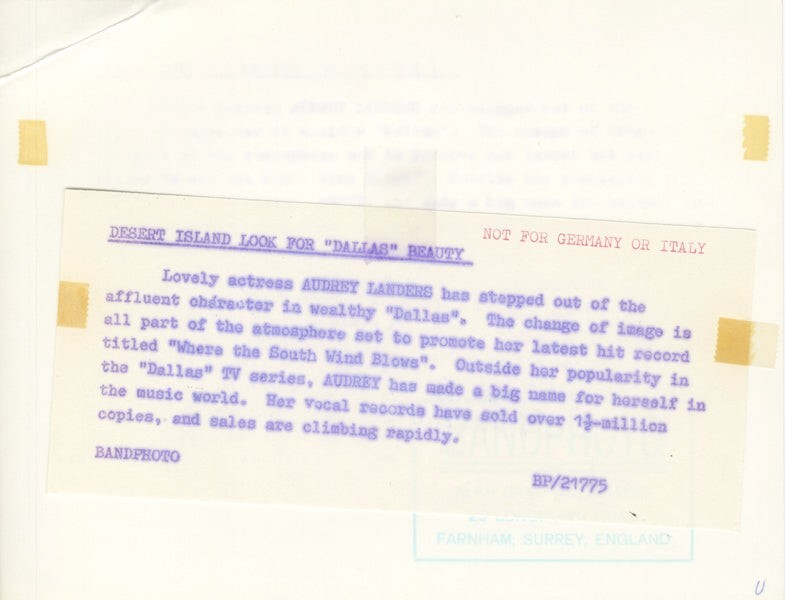 DESERT ISLAND LOOK FOR "DALLAS" BEAUTY
NOT FOR GERMANY OR ITALY
Lovely actress AUDREY LANDERS has stepped out of the
affluent character in wealthy "Dallas". The change of image is
all part of the atmosphere set to promote her latest hit record
titled "Where the South Wind Blows". Outside her popularity in
the "Dallas" TV series, AUDREY has made a big name for herself in
the music world. Her vocal records have sold over 1½-million
copies, and sales are climbing rapidly.
BANDPHOTO
BP/21775
BANDPHOTO
FARNHAM, SURREY, ENGLAND
U